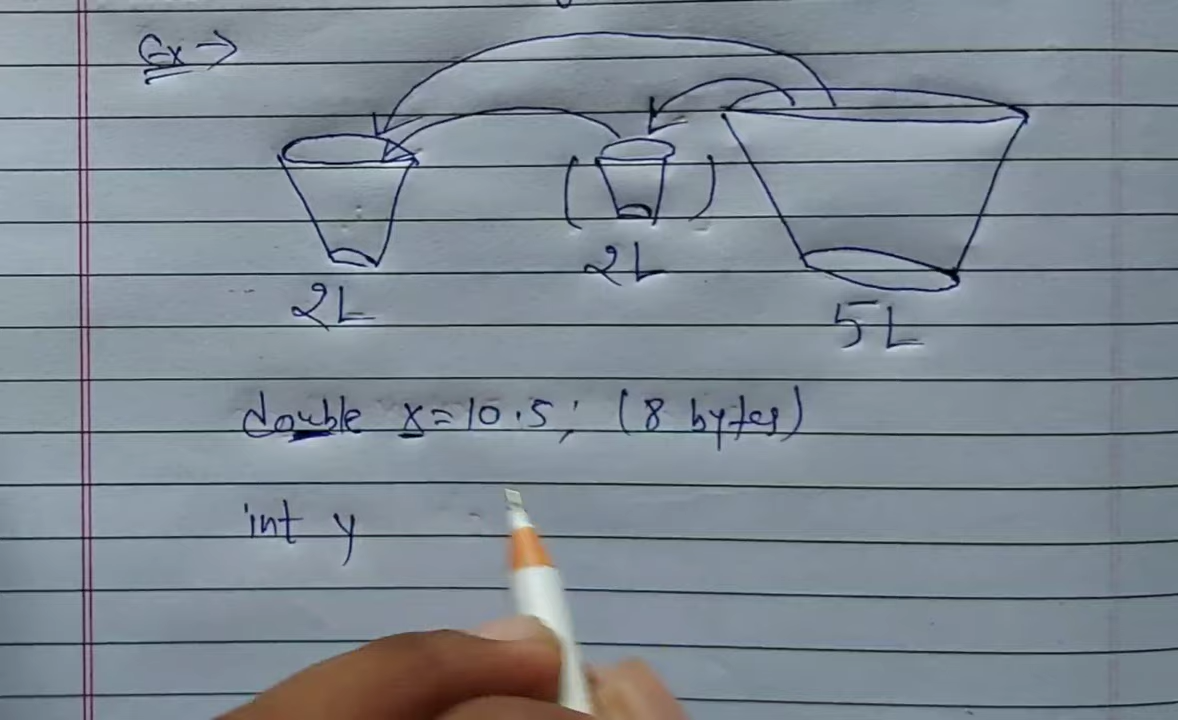 Ex →
2L
( )
2L
5L
double x=10.5; (8 bytes)
int y